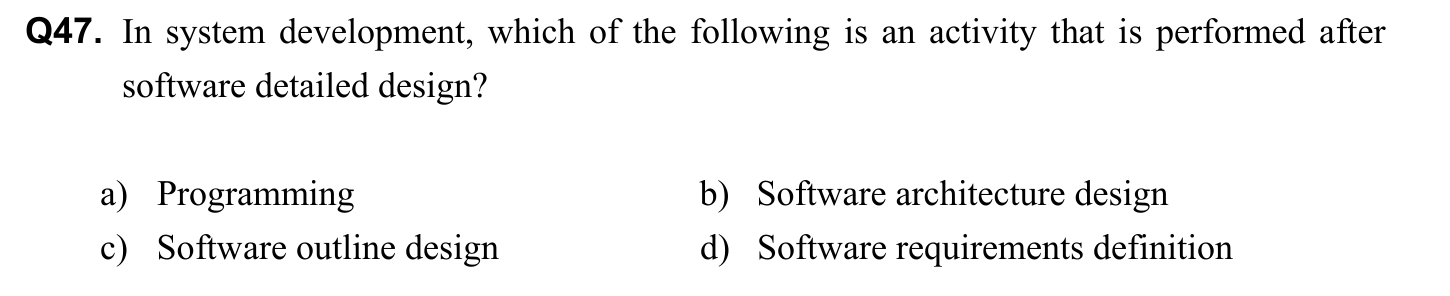 Q47. In system development, which of the following is an activity that is performed after
software detailed design?
a) Programming b) Software architecture design
c) Software outline design d) Software requirements definition